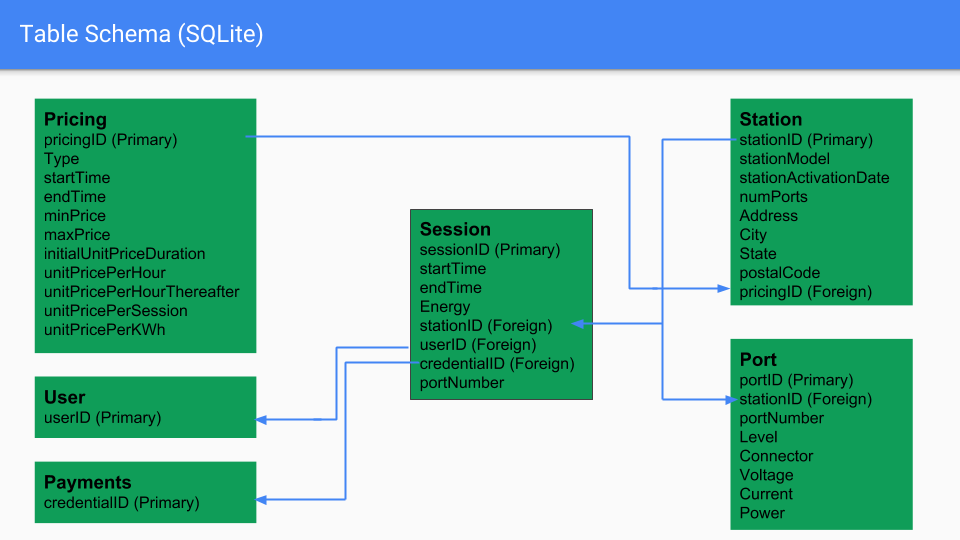 Table Schema (SQLite)
Pricing
pricingID (Primary)
Type
startTime
endTime
minPrice
maxPrice
initialUnitPriceDuration
unitPricePerHour
unitPricePerHourThereafter
unitPricePerSession
unitPricePerKWh
User
userID (Primary)
Payments
credentialID (Primary)
Session
sessionID (Primary)
startTime
endTime
Energy
stationID (Foreign)
userID (Foreign)
credentialID (Foreign)
portNumber
Station
stationID (Primary)
stationModel
stationActivationDate
numPorts
Address
City
State
postalCode
pricingID (Foreign)
Port
portID (Primary)
stationID (Foreign)
portNumber
Level
Connector
Voltage
Current
Power